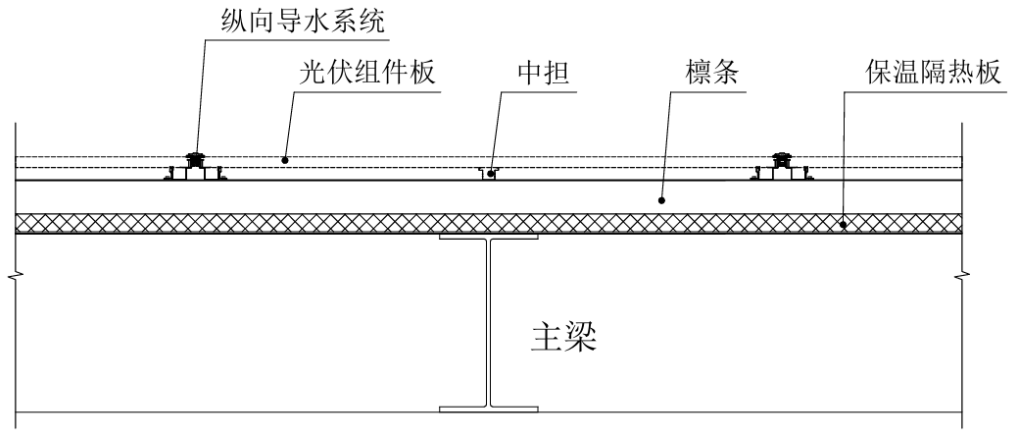 纵向导水系统
光伏组件板
中担
檩条
保温隔热板
主梁